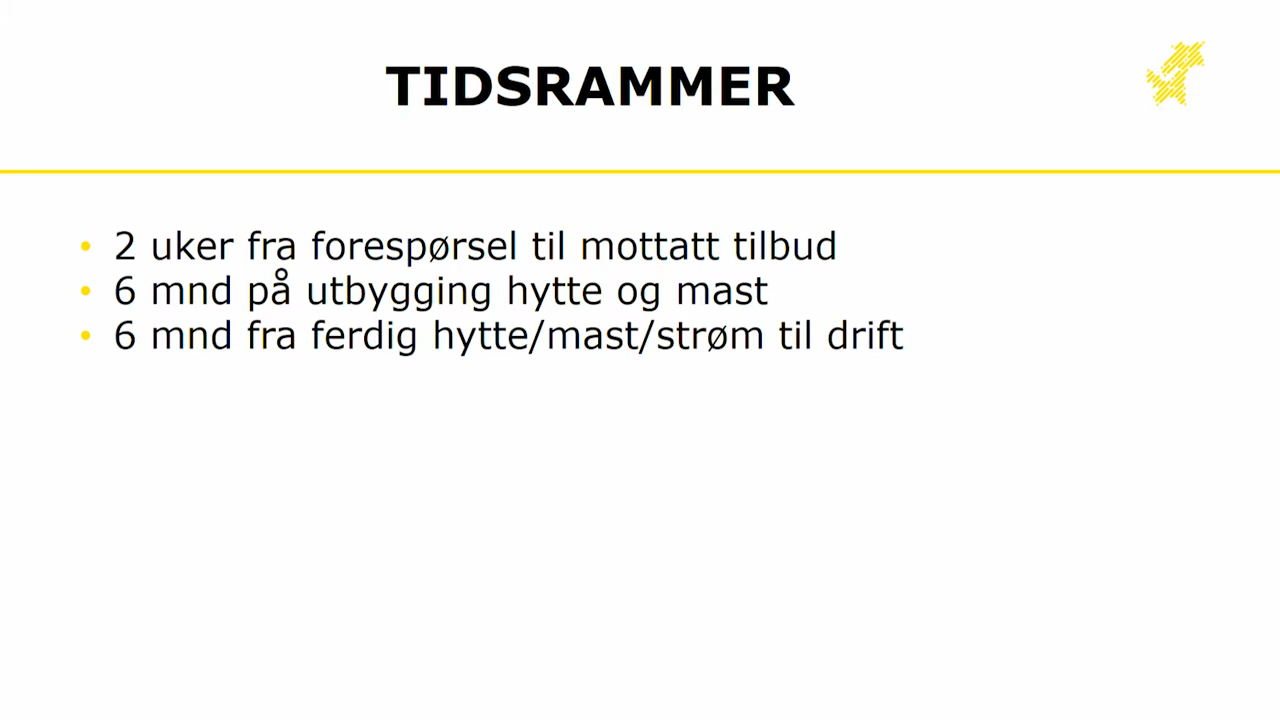 TIDSRAMMER
• 2 uker fra forespørsel til mottatt tilbud
• 6 mnd på utbygging hytte og mast
• 6 mnd fra ferdig hytte/mast/strøm til drift